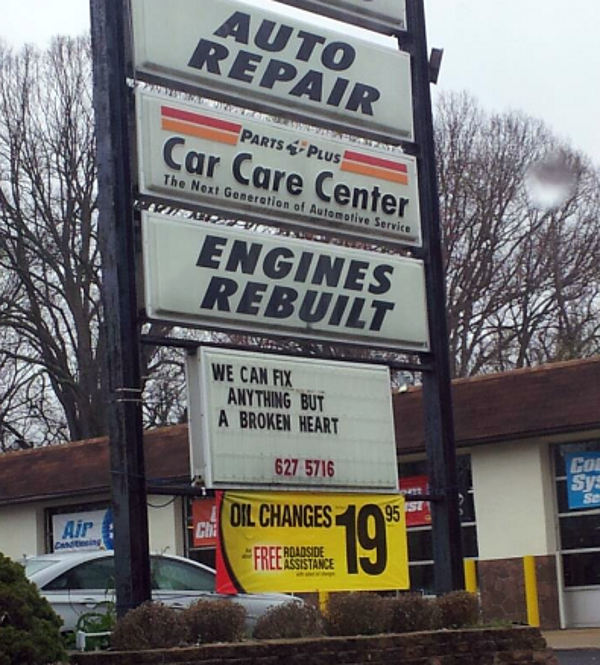 AUTO
REPAIR
PARTS PLUS
Car Care Center
The Next Generation of Automotive Service
ENGINES
REBUILT
WE CAN FIX
ANYTHING BUT
A BROKEN HEART
627 5716
OIL CHANGES 19 95
FREE ROADSIDE
ASSISTANCE
Air
Conditioning